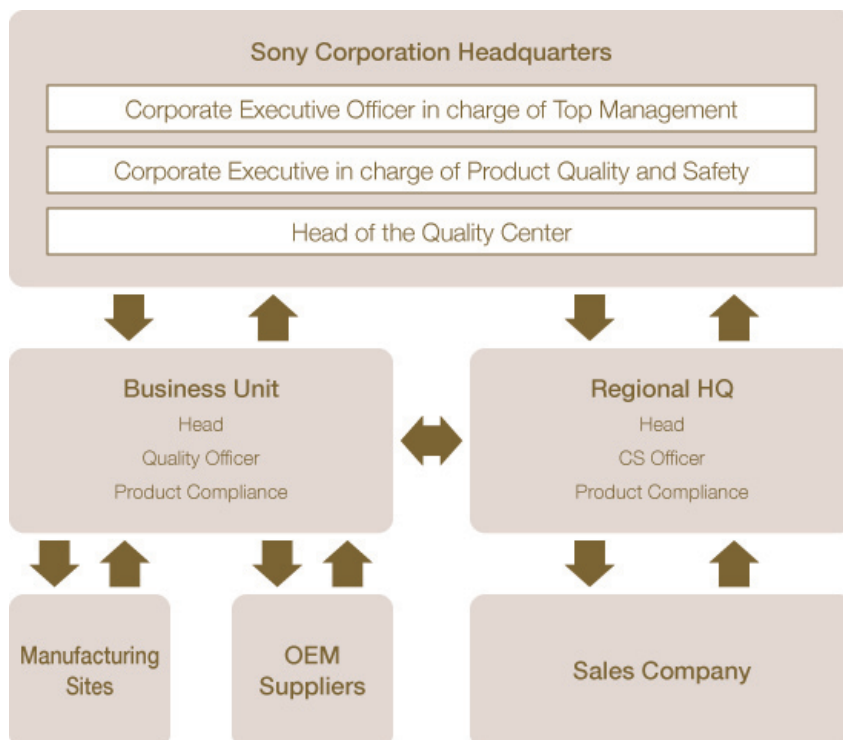 Sony Corporation Headquarters
Corporate Executive Officer in charge of Top Management
Corporate Executive in charge of Product Quality and Safety
Head of the Quality Center
Business Unit
Head
Quality Officer
Product Compliance
Regional HQ
Head
CS Officer
Product Compliance
Manufacturing
Sites
OEM
Suppliers
Sales Company